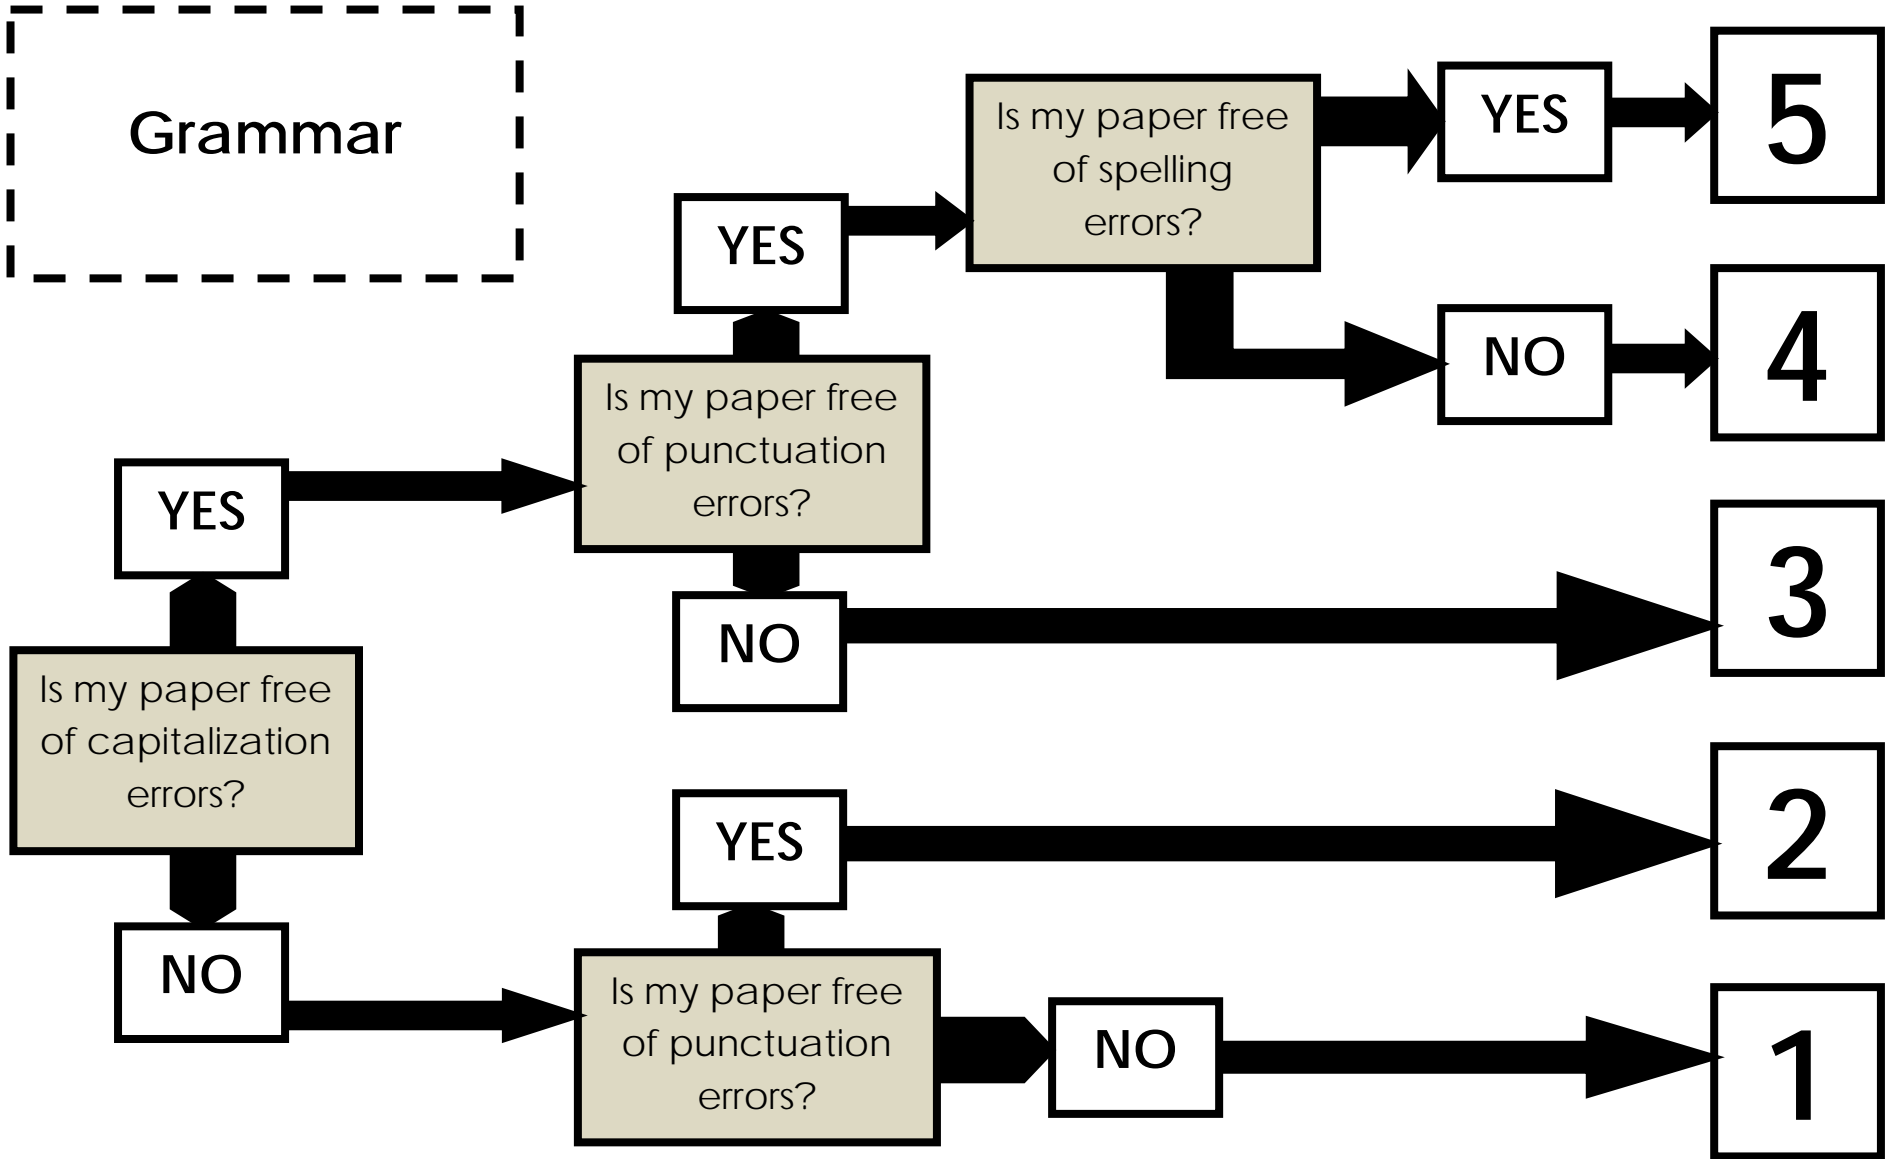 Grammar
Is my paper free
of spelling
errors?
YES
5
YES
NO
4
Is my paper free
of punctuation
errors?
YES
NO
3
Is my paper free
of capitalization
errors?
YES
2
NO
Is my paper free
of punctuation
errors?
NO
1